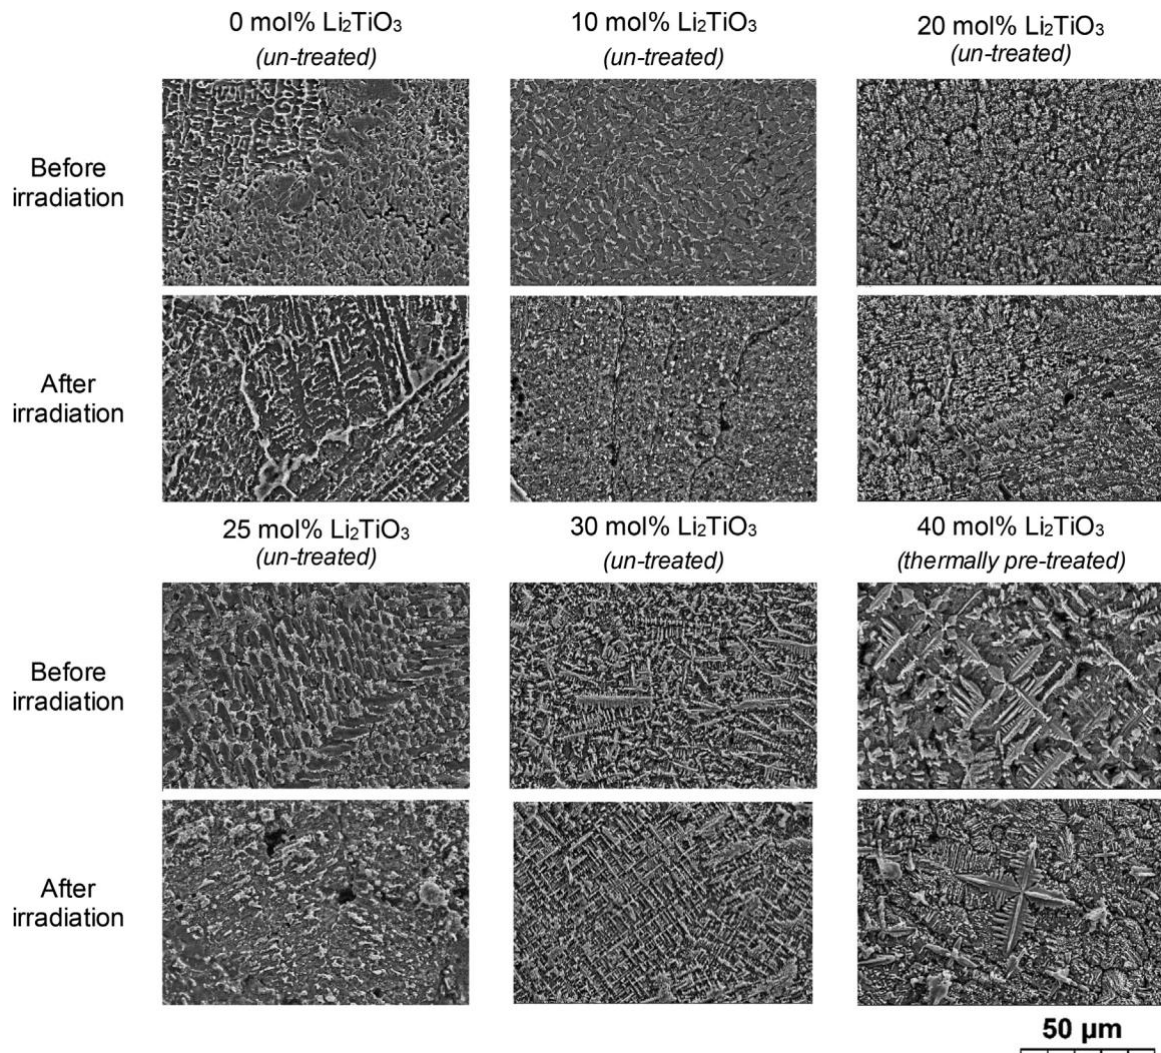 0 mol% Li₂TiO₃ 10 mol% Li₂TiO₃ 20 mol% Li₂TiO₃
(un-treated) (un-treated) (un-treated)
Before
irradiation
After
irradiation
25 mol% Li₂TiO₃ 30 mol% Li₂TiO₃ 40 mol% Li₂TiO₃
(un-treated) (un-treated) (thermally pre-treated)
Before
irradiation
After
irradiation
50 µm